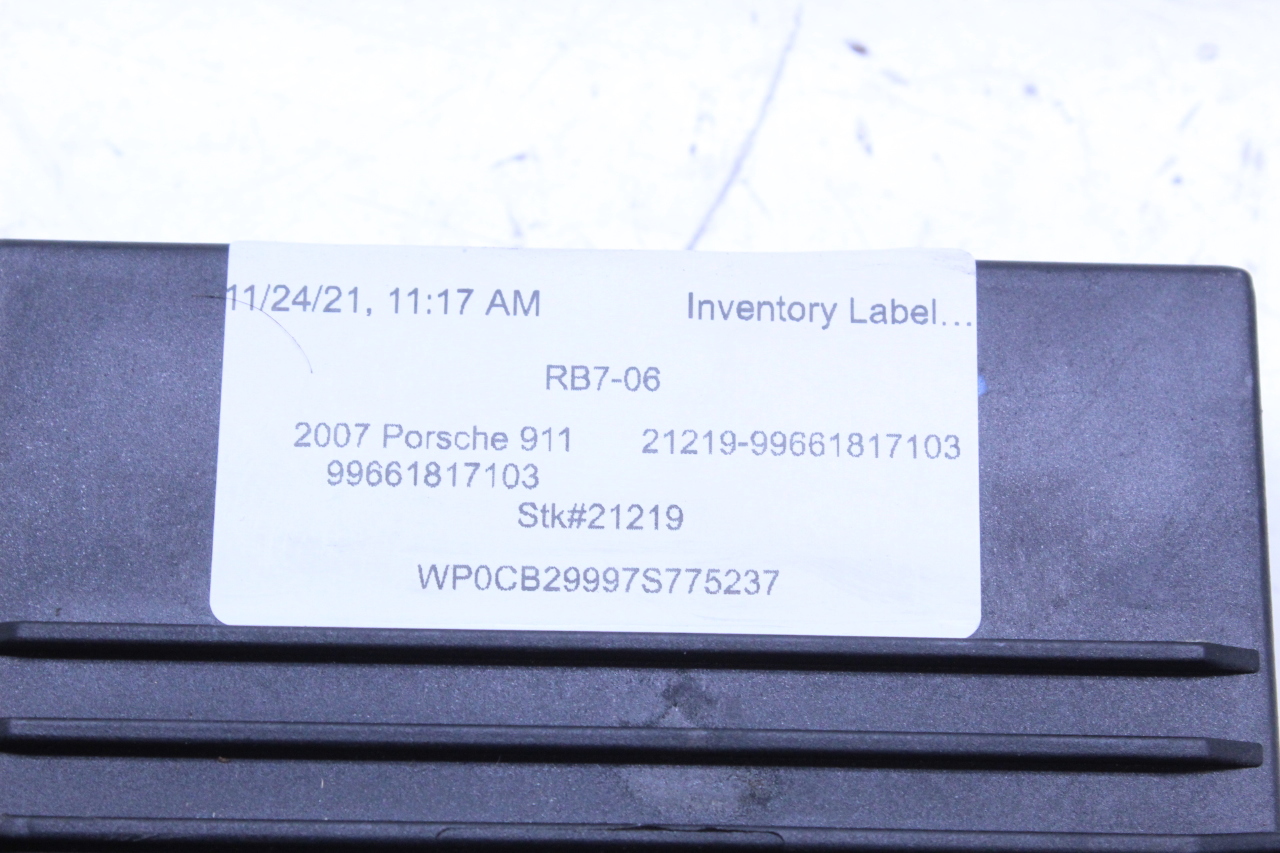 11/24/21, 11:17 AM Inventory Label...
RB7-06
2007 Porsche 911 21219-99661817103
99661817103
Stk#21219
WP0CB29997S775237